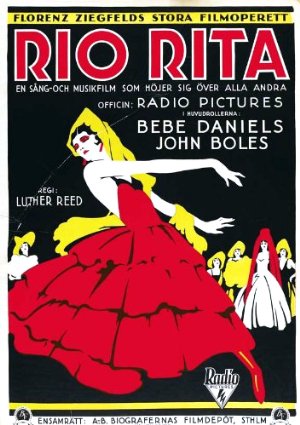 FLORENZ ZIEGFELDS STORA FILMOPERETT
RIO RITA
EN SÅNG-OCH MUSIKFILM SOM HÖJER SIG ÖVER ALLA ANDRA
OFFICIN: RADIO PICTURES
I HUVUDROLLERNA:
BEBE DANIELS
JOHN BOLES
REGI:
LUTHER REED
Radio
PICTURES
ENSAMRÄTT: A.-B. BIOGRAFERNAS FILMDEPÔT, STHLM